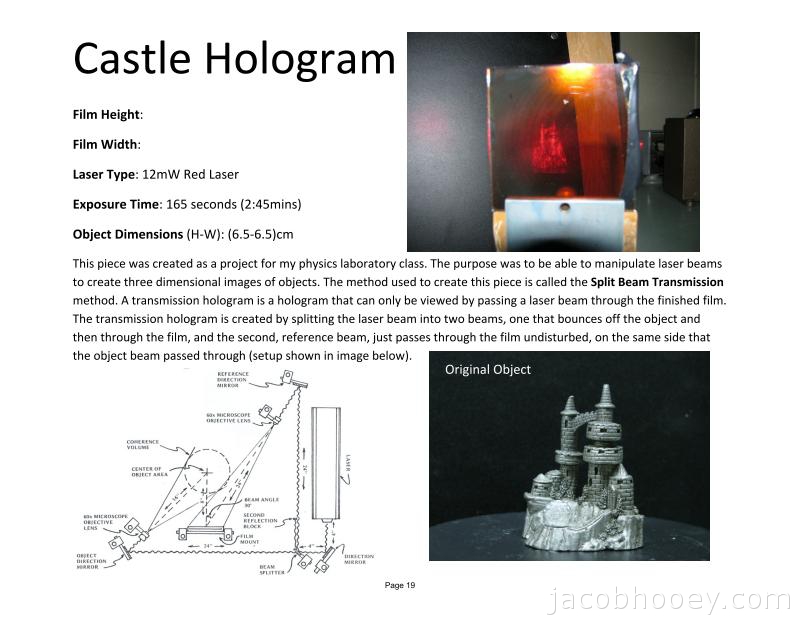 Castle Hologram
Film Height:
Film Width:
Laser Type: 12mW Red Laser
Exposure Time: 165 seconds (2:45mins)
Object Dimensions (H-W): (6.5-6.5)cm
This piece was created as a project for my physics laboratory class. The purpose was to be able to manipulate laser beams
to create three dimensional images of objects. The method used to create this piece is called the Split Beam Transmission
method. A transmission hologram is a hologram that can only be viewed by passing a laser beam through the finished film.
The transmission hologram is created by splitting the laser beam into two beams, one that bounces off the object and
then through the film, and the second, reference beam, just passes through the film undisturbed, on the same side that
the object beam passed through (setup shown in image below).
Original Object
REFERENCE
DIRECTION
MIRROR
60x MICROSCOPE
OBJECTIVE LENS
COHERENCE
VOLUME
CENTER OF
OBJECT AREA
LASER
BEAM ANGLE
30°
SECOND
REFLECTION
BLOCK
60x MICROSCOPE
OBJECTIVE
LENS
FILM
MOUNT
24"
4"
OBJECT
DIRECTION
MIRROR
BEAM
SPLITTER
DIRECTION
MIRROR
Page 19
jacobhooey.com